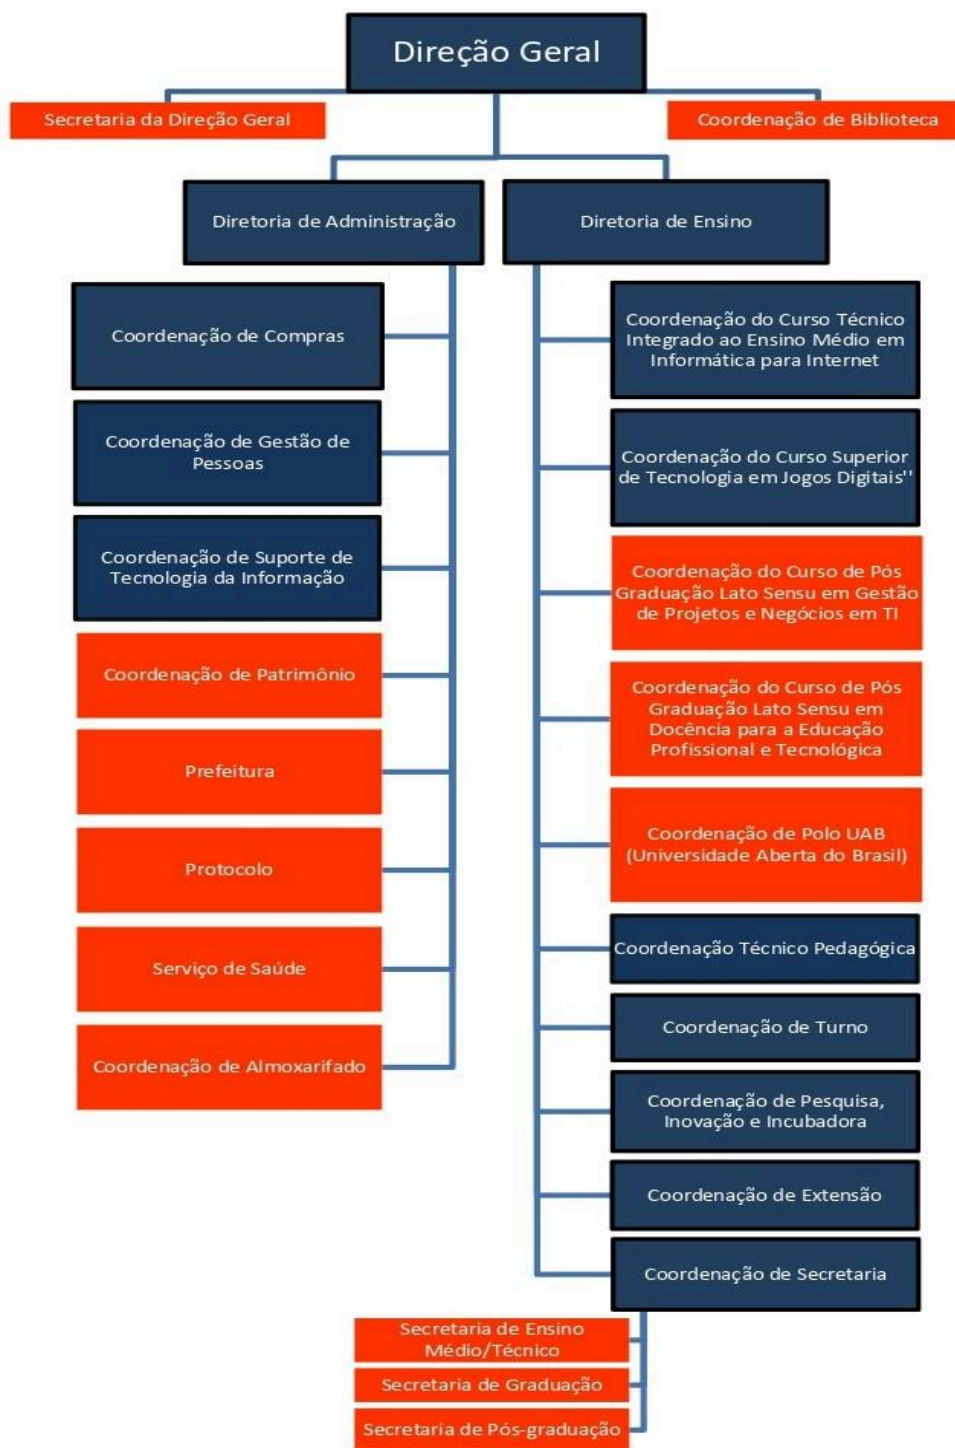 Direção Geral
Secretaria da Direção Geral
Coordenação de Biblioteca
Diretoria de Administração
Diretoria de Ensino
Coordenação de Compras
Coordenação de Gestão de
Pessoas
Coordenação de Suporte de
Tecnologia da Informação
Coordenação de Patrimônio
Prefeitura
Protocolo
Serviço de Saúde
Coordenação de Almoxarifado
Coordenação do Curso Técnico
Integrado ao Ensino Médio em
Informática para Internet
Coordenação do Curso Superior
de Tecnologia em Jogos Digitais''
Coordenação do Curso de Pós
Graduação Lato Sensu em Gestão
de Projetos e Negócios em TI
Coordenação do Curso de Pós
Graduação Lato Sensu em
Docência para a Educação
Profissional e Tecnológica
Coordenação de Polo UAB
(Universidade Aberta do Brasil)
Coordenação Técnico Pedagógica
Coordenação de Turno
Coordenação de Pesquisa,
Inovação e Incubadora
Coordenação de Extensão
Coordenação de Secretaria
Secretaria de Ensino
Médio/Técnico
Secretaria de Graduação
Secretaria de Pós-graduação